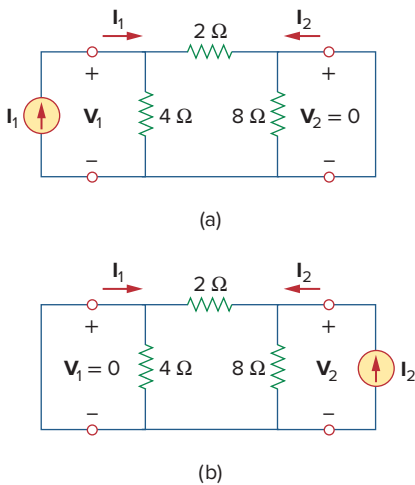 I₁ 2 Ω I₂
+ +
I₁ V₁ 4 Ω 8 Ω V₂ = 0
– –
(a)
I₁ 2 Ω I₂
+ +
V₁ = 0 4 Ω 8 Ω V₂ I₂
– –
(b)